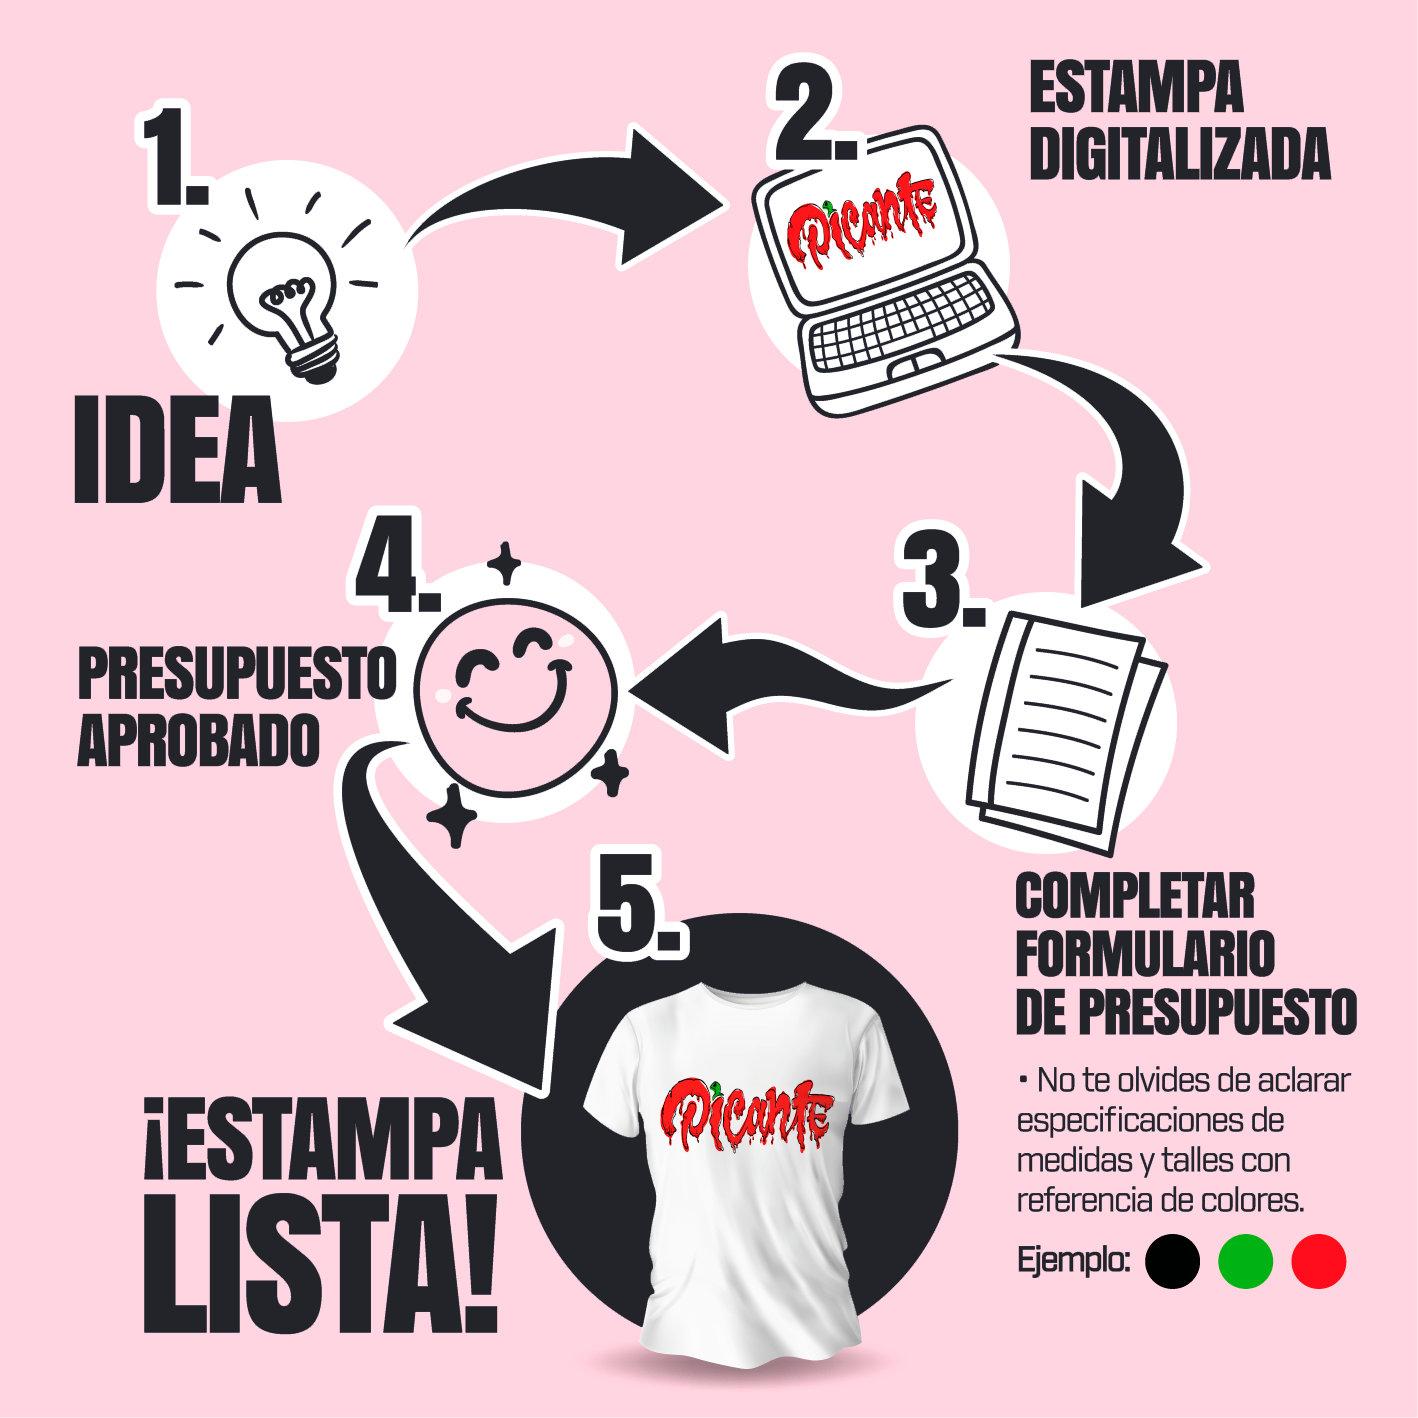 1.
IDEA
2.
Picante
ESTAMPA
DIGITALIZADA
3.
COMPLETAR
FORMULARIO
DE PRESUPUESTO
• No te olvides de aclarar
especificaciones de
medidas y talles con
referencia de colores.
Ejemplo:
4.
PRESUPUESTO
APROBADO
5.
¡ESTAMPA
LISTA!
Picante